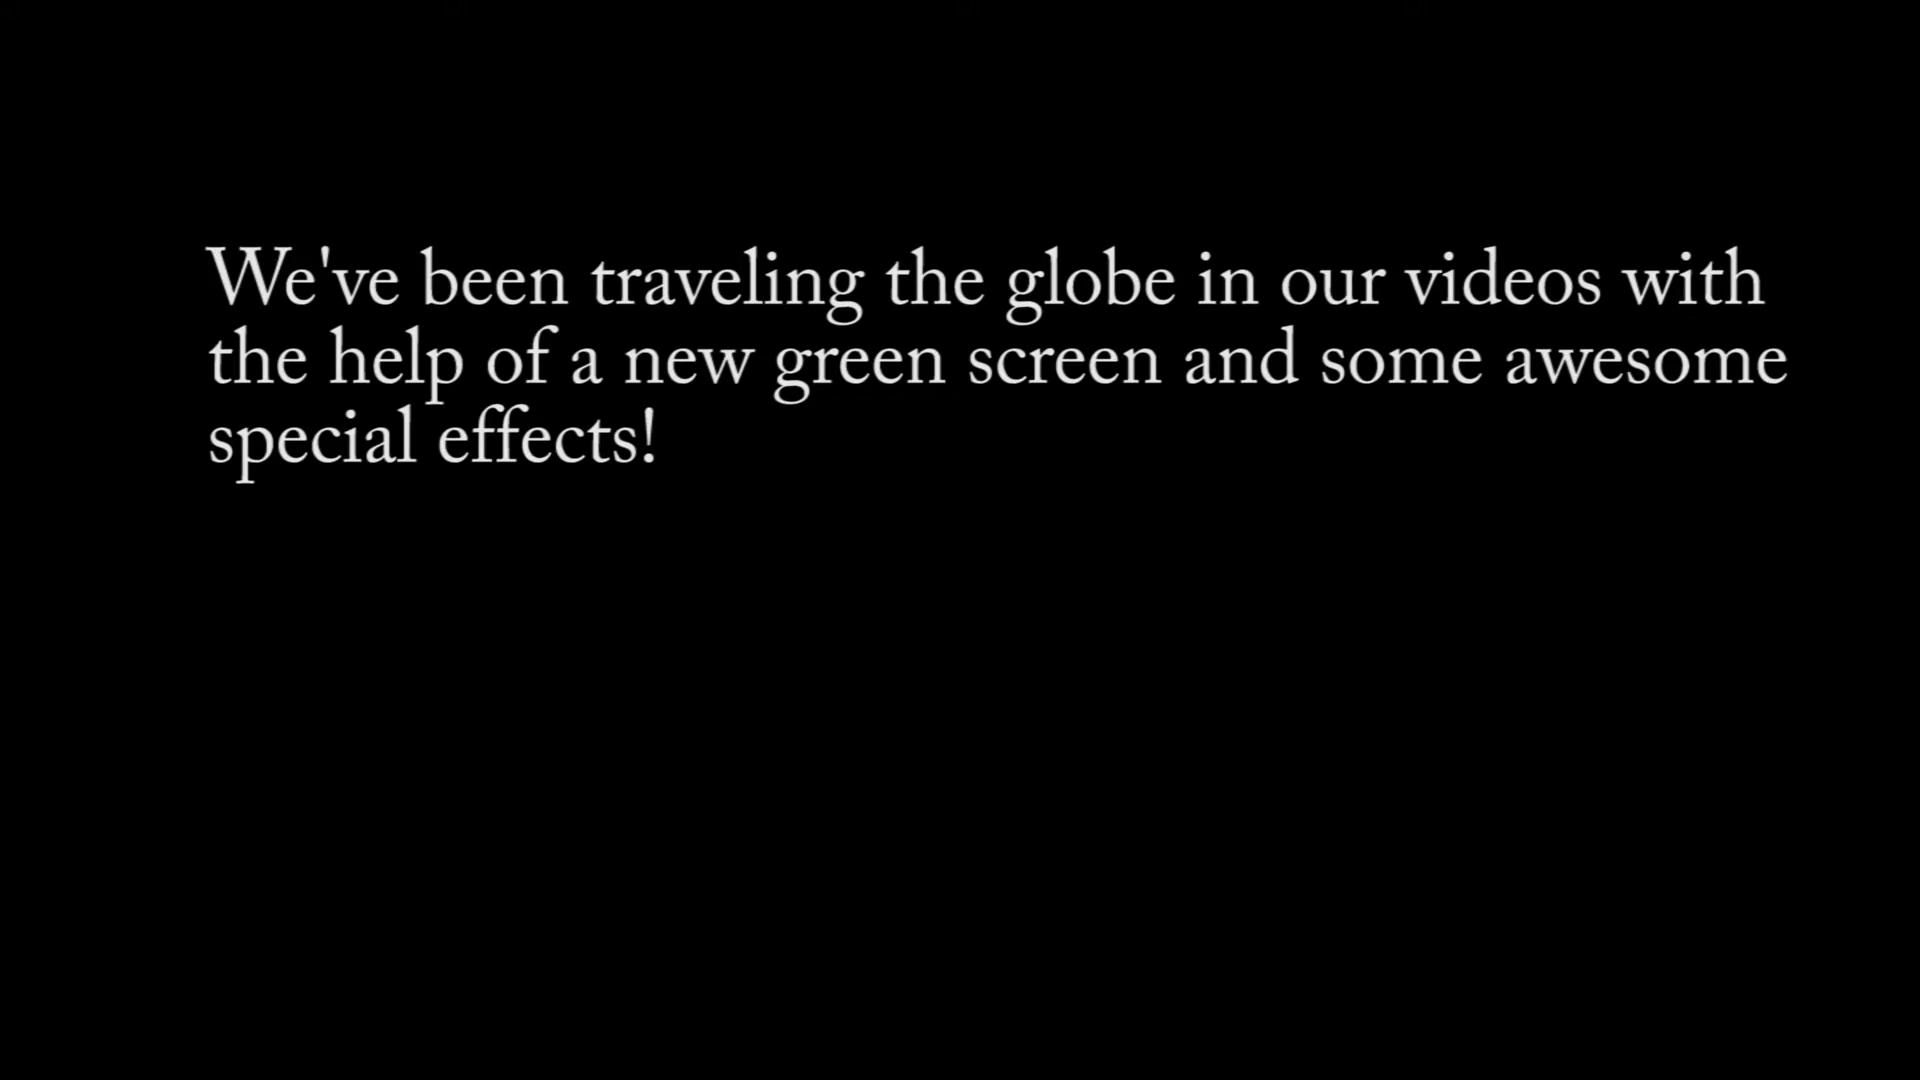 We've been traveling the globe in our videos with
the help of a new green screen and some awesome
special effects!